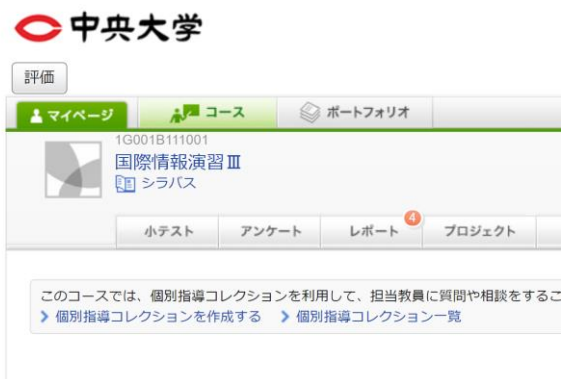 中央大学
評価
マイページ コース ポートフォリオ
1G001B111001
国際情報演習Ⅲ
シラバス
小テスト アンケート レポート 4 プロジェクト
このコースでは、個別指導コレクションを利用して、担当教員に質問や相談をするこ
個別指導コレクションを作成する 個別指導コレクション一覧